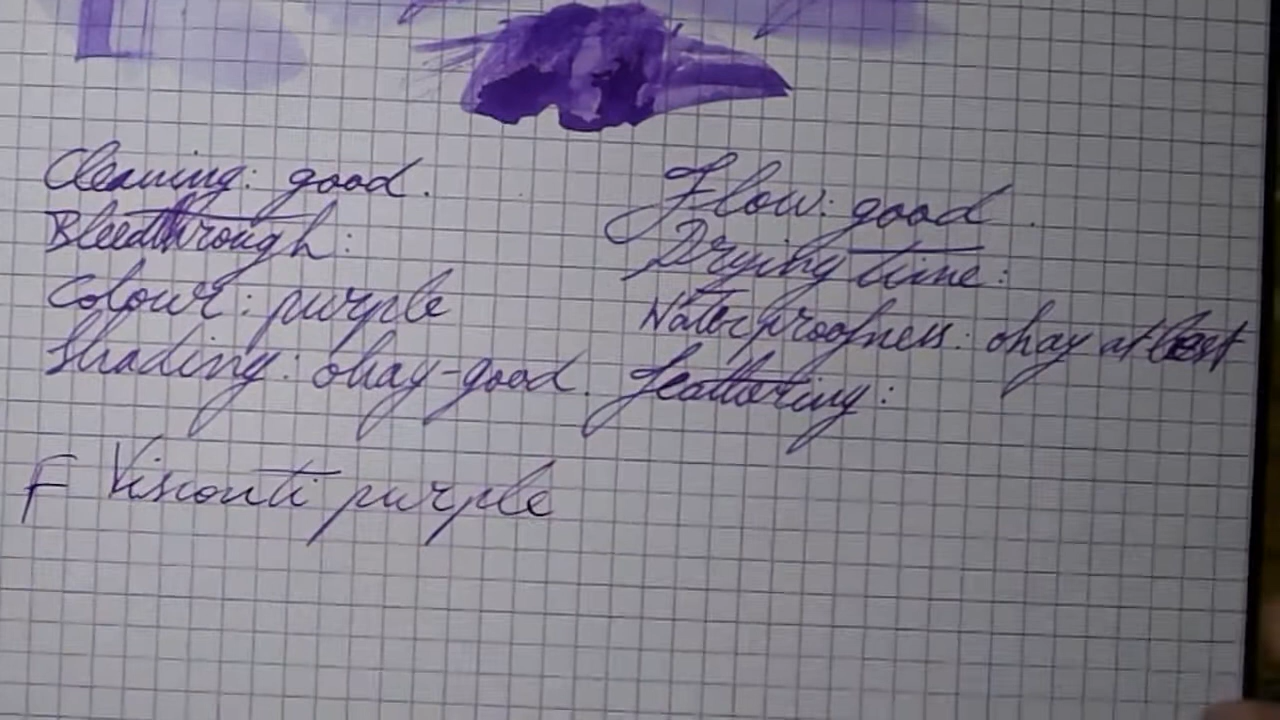 Cleaning: good.
Flow: good.
Bleedthrough:
Drying time:
Colour: purple
Waterproofness: okay at best
Shading: okay-good.
Feathering:
F Visconti purple